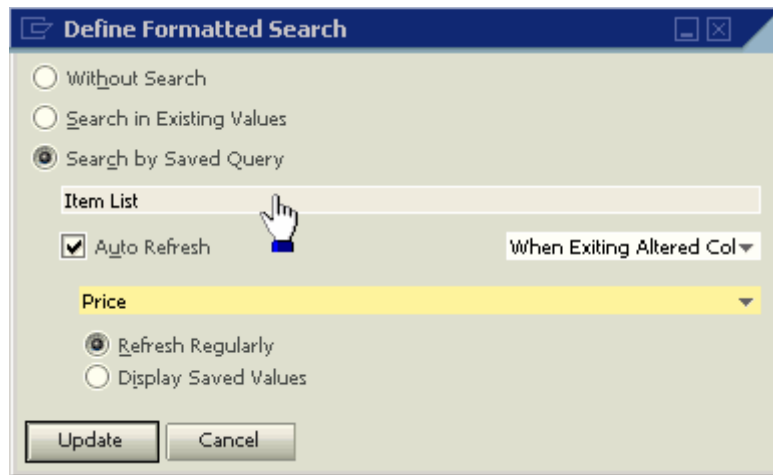 Define Formatted Search
Without Search
Search in Existing Values
Search by Saved Query
Item List
Auto Refresh When Exiting Altered Col
Price
Refresh Regularly
Display Saved Values
Update Cancel